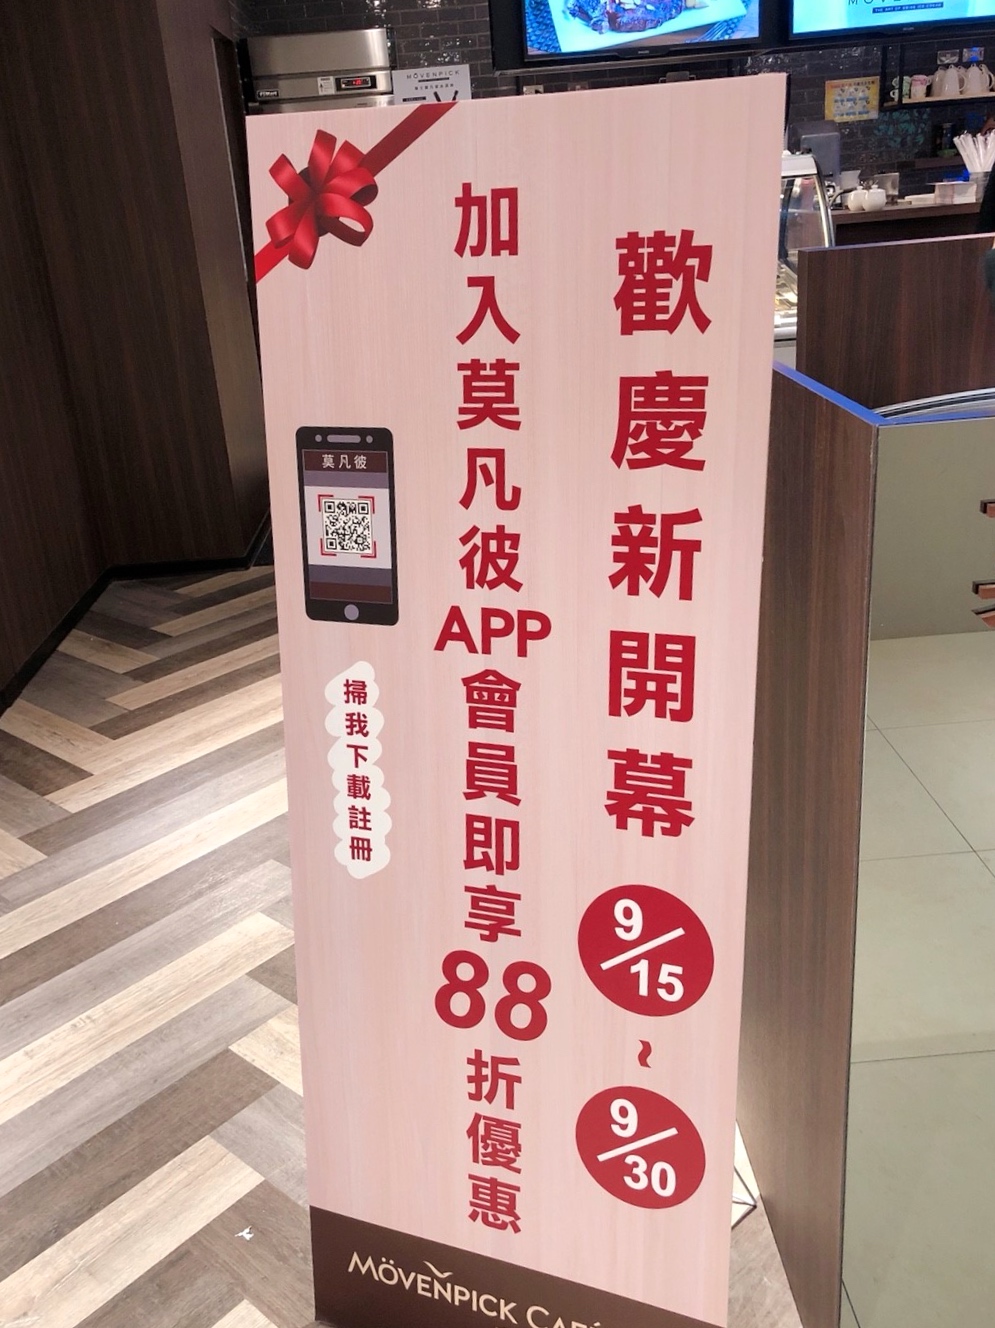 歡慶新開幕
9/15
~
9/30
加入莫凡彼APP會員即享88折優惠
莫凡彼
掃我下載註冊
MÖVENPICK CAFÉ
MÖVENPICK